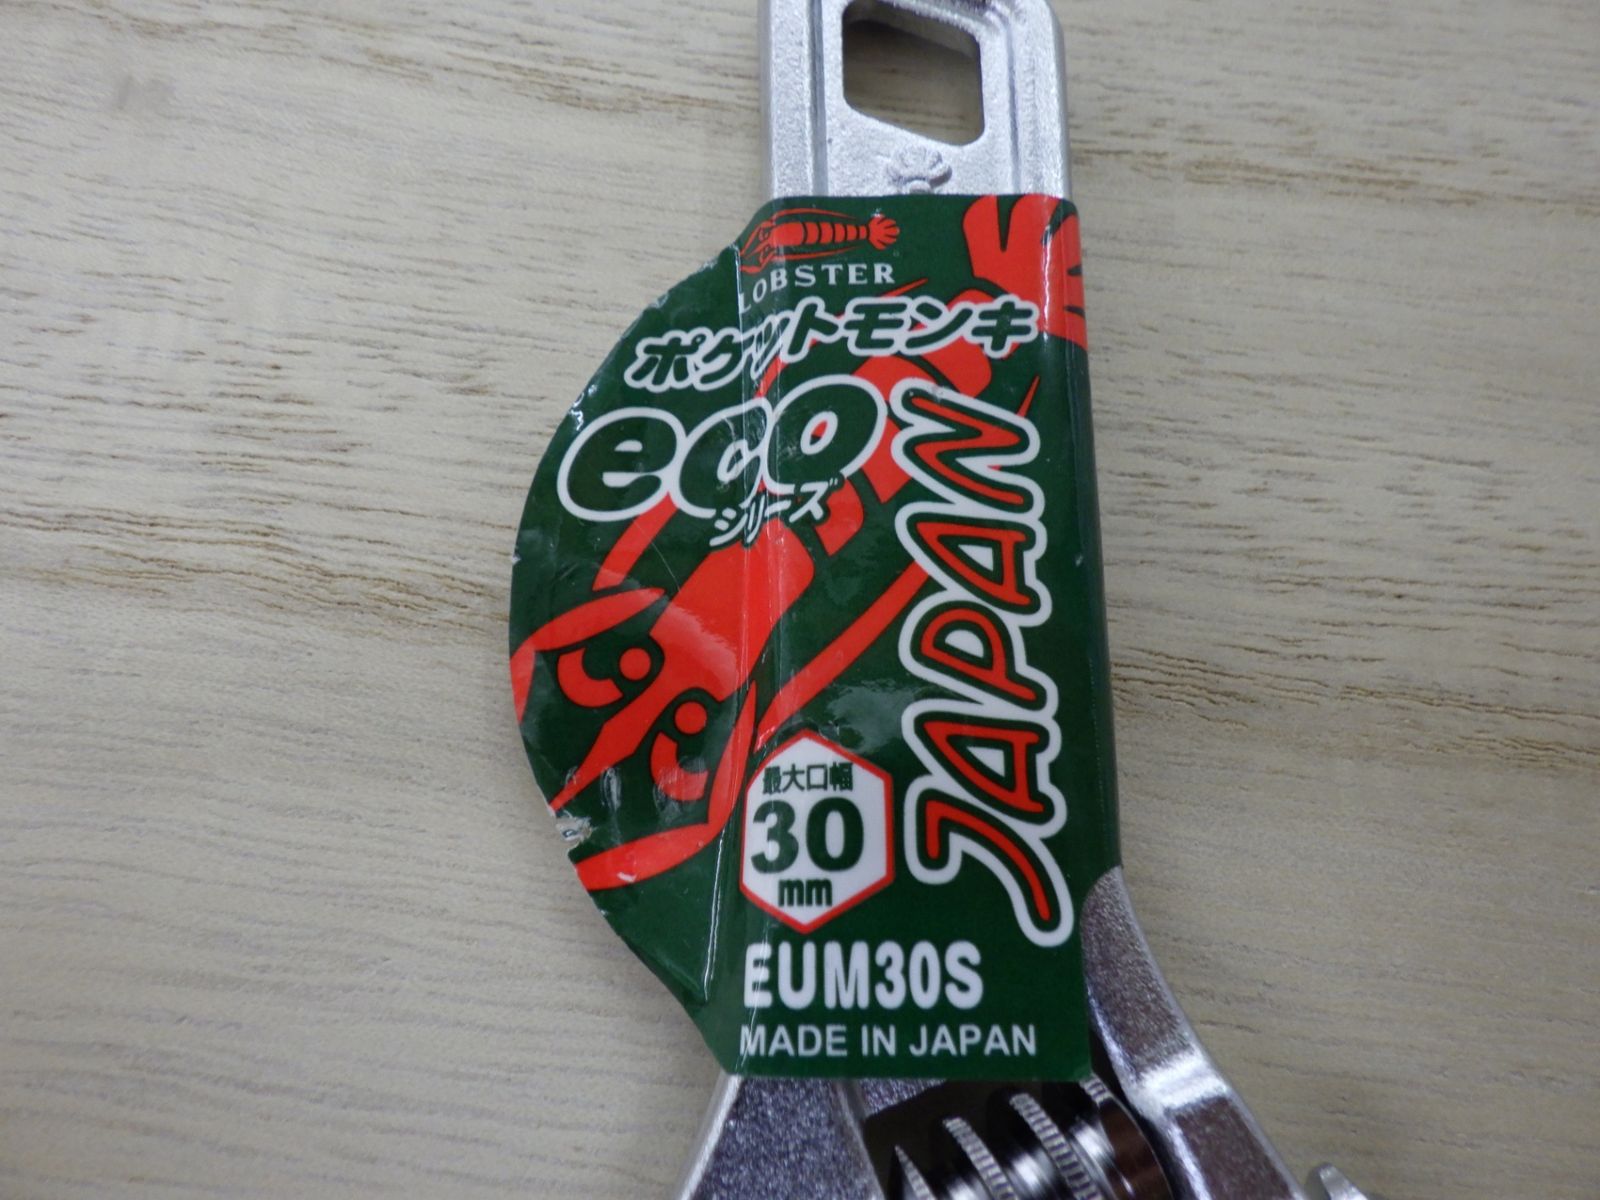 LOBSTER
ポケットモンキ
eco
シリーズ
JAPAN
最大口幅
30
mm
EUM30S
MADE IN JAPAN